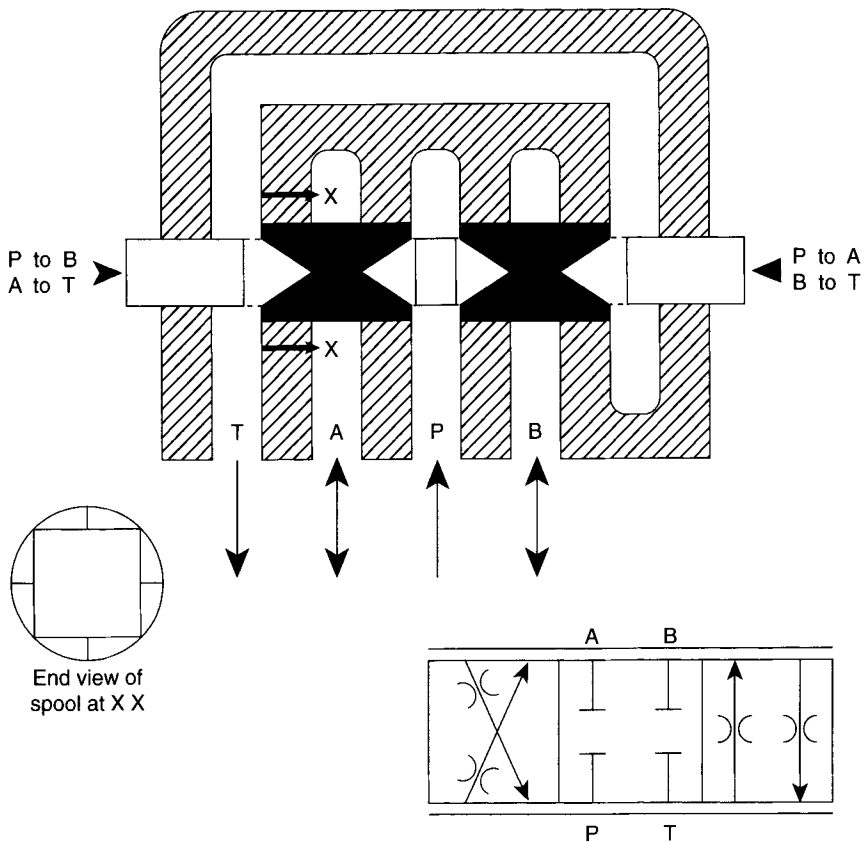 X
P to B
A to T
P to A
B to T
X
T A P B
End view of
spool at X X
A B
P T